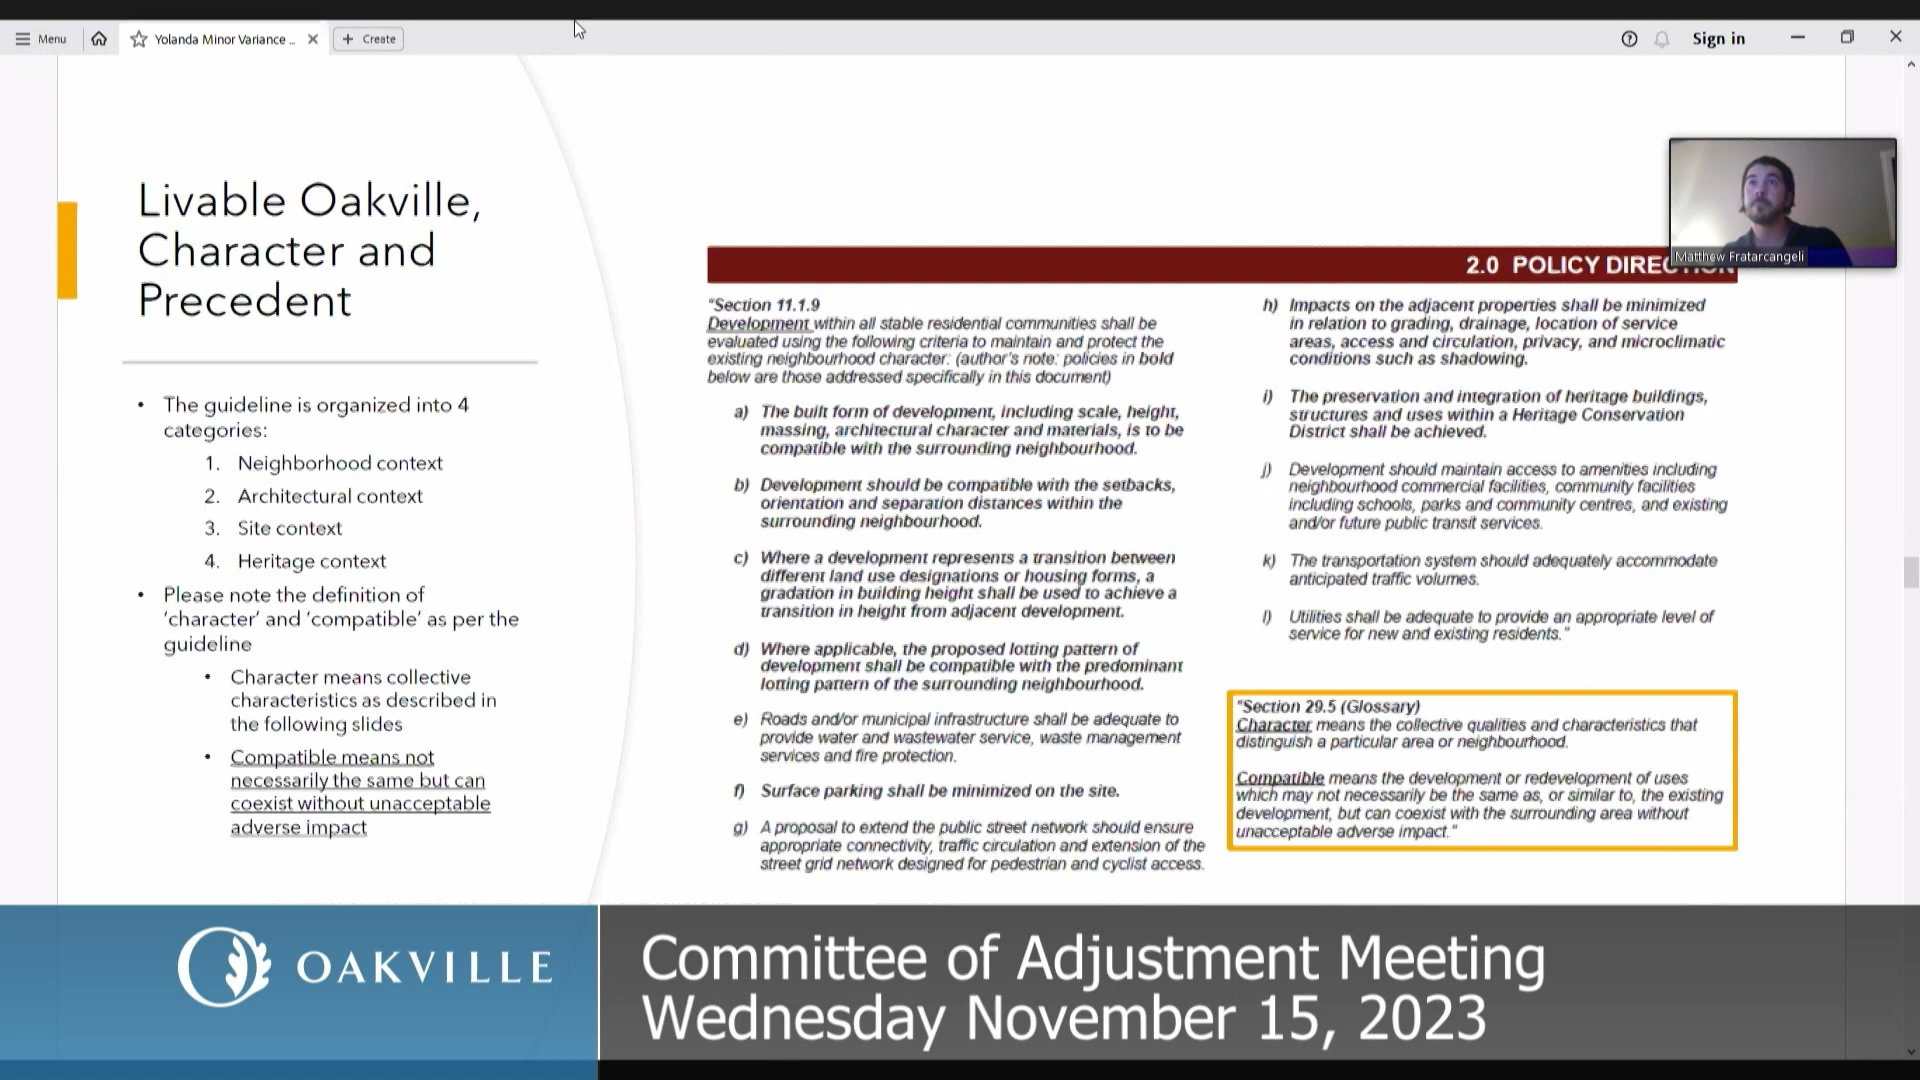 Menu
Yolanda Minor Variance ...
Create
Sign in
Livable Oakville,
Character and
Precedent
• The guideline is organized into 4
categories:
1. Neighborhood context
2. Architectural context
3. Site context
4. Heritage context
• Please note the definition of
‘character’ and ‘compatible’ as per the
guideline
• Character means collective
characteristics as described in
the following slides
• Compatible means not
necessarily the same but can
coexist without unacceptable
adverse impact
2.0 POLICY DIRECTION
"Section 11.1.9
Development within all stable residential communities shall be
evaluated using the following criteria to maintain and protect the
existing neighbourhood character: (author's note: policies in bold
below are those addressed specifically in this document)
a) The built form of development, including scale, height,
massing, architectural character and materials, is to be
compatible with the surrounding neighbourhood.
b) Development should be compatible with the setbacks,
orientation and separation distances within the
surrounding neighbourhood.
c) Where a development represents a transition between
different land use designations or housing forms, a
gradation in building height shall be used to achieve a
transition in height from adjacent development.
d) Where applicable, the proposed lotting pattern of
development shall be compatible with the predominant
lotting pattern of the surrounding neighbourhood.
e) Roads and/or municipal infrastructure shall be adequate to
provide water and wastewater service, waste management
services and fire protection.
f) Surface parking shall be minimized on the site.
g) A proposal to extend the public street network should ensure
appropriate connectivity, traffic circulation and extension of the
street grid network designed for pedestrian and cyclist access.
h) Impacts on the adjacent properties shall be minimized
in relation to grading, drainage, location of service
areas, access and circulation, privacy, and microclimatic
conditions such as shadowing.
i) The preservation and integration of heritage buildings,
structures and uses within a Heritage Conservation
District shall be achieved.
j) Development should maintain access to amenities including
neighbourhood commercial facilities, community facilities
including schools, parks and community centres, and existing
and/or future public transit services.
k) The transportation system should adequately accommodate
anticipated traffic volumes.
l) Utilities shall be adequate to provide an appropriate level of
service for new and existing residents."
"Section 29.5 (Glossary)
Character means the collective qualities and characteristics that
distinguish a particular area or neighbourhood.
Compatible means the development or redevelopment of uses
which may not necessarily be the same as, or similar to, the existing
development, but can coexist with the surrounding area without
unacceptable adverse impact."
Matthew Fratarcangeli
OAKVILLE
Committee of Adjustment Meeting
Wednesday November 15, 2023